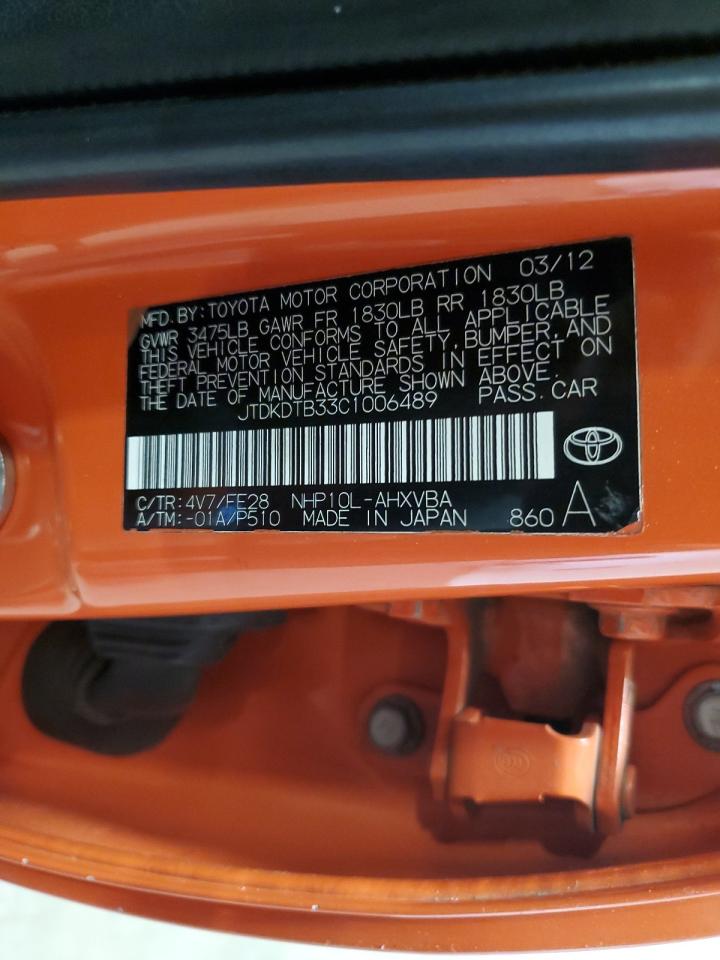 MFD.BY:TOYOTA MOTOR CORPORATION 03/12
GVWR 3475LB GAWR FR 1830LB RR 1830LB
THIS VEHICLE CONFORMS TO ALL APPLICABLE
FEDERAL MOTOR VEHICLE SAFETY, BUMPER, AND
THEFT PREVENTION STANDARDS IN EFFECT ON
THE DATE OF MANUFACTURE SHOWN ABOVE.
JTDKDTB33C1006489 PASS.CAR
C/TR:4V7/FE28 NHP10L-AHXVBA
A/TM:-01A/P510 MADE IN JAPAN 860 A